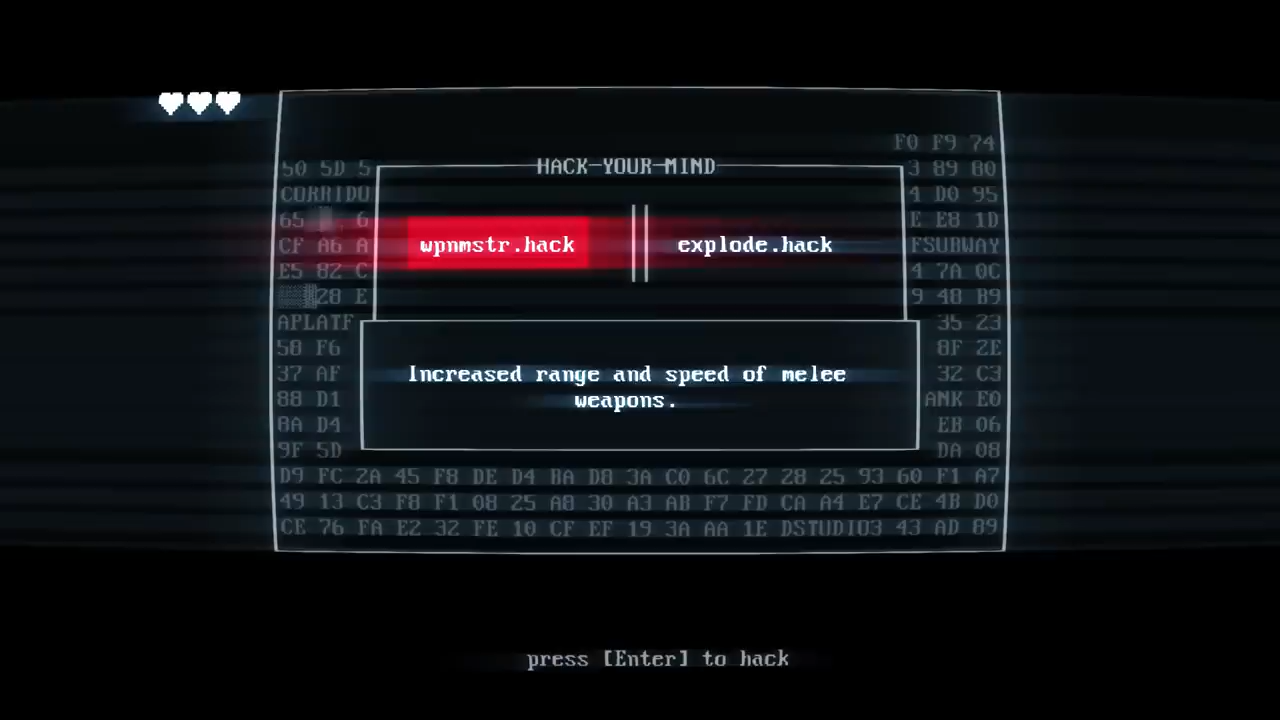 F0 F9 74
50 5D 5 HACK-YOUR-MIND 3 89 80
CORRIDO 4 D0 95
65 6 E E8 1D
CF A6 A wpnmstr.hack explode.hack FSUBWAY
E5 82 C 4 7A 0C
28 E 9 48 B9
APLATF 35 23
58 F6 8F 2E
37 AF Increased range and speed of melee 32 C3
88 D1 weapons. ANK E0
8A D4 EB 06
9F 5D DA 08
D9 FC 2A 45 F8 DE D4 BA D8 3A C0 6C 27 28 25 93 60 F1 A7
49 13 C3 F8 F1 08 25 A8 30 A3 AB F7 FD CA A4 E7 CE 4B D0
CE 76 FA E2 32 FE 10 CF EF 19 3A AA 1E DSTUDIO3 43 AD 89
press [Enter] to hack